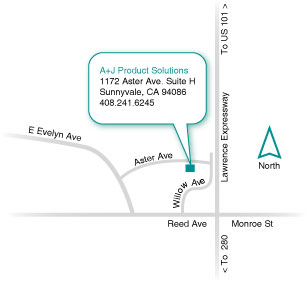 To US 101 >
A+J Product Solutions
1172 Aster Ave. Suite H
Sunnyvale, CA 94086
408.241.6245
Lawrence Expressway
E Evelyn Ave
Aster Ave
Willow Ave
North
Reed Ave
Monroe St
< To 280